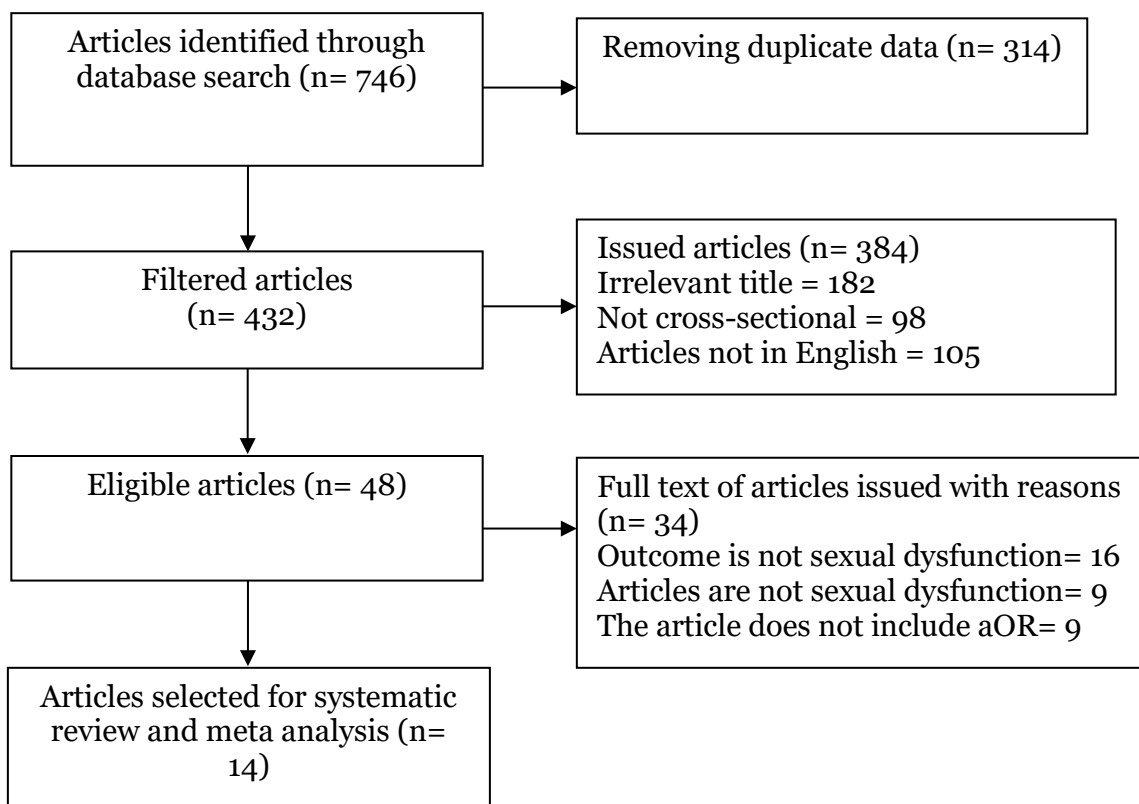 Articles identified through
database search (n= 746)
Removing duplicate data (n= 314)
Filtered articles
(n= 432)
Issued articles (n= 384)
Irrelevant title = 182
Not cross-sectional = 98
Articles not in English = 105
Eligible articles (n= 48)
Full text of articles issued with reasons
(n= 34)
Outcome is not sexual dysfunction= 16
Articles are not sexual dysfunction= 9
The article does not include aOR= 9
Articles selected for systematic
review and meta analysis (n=
14)